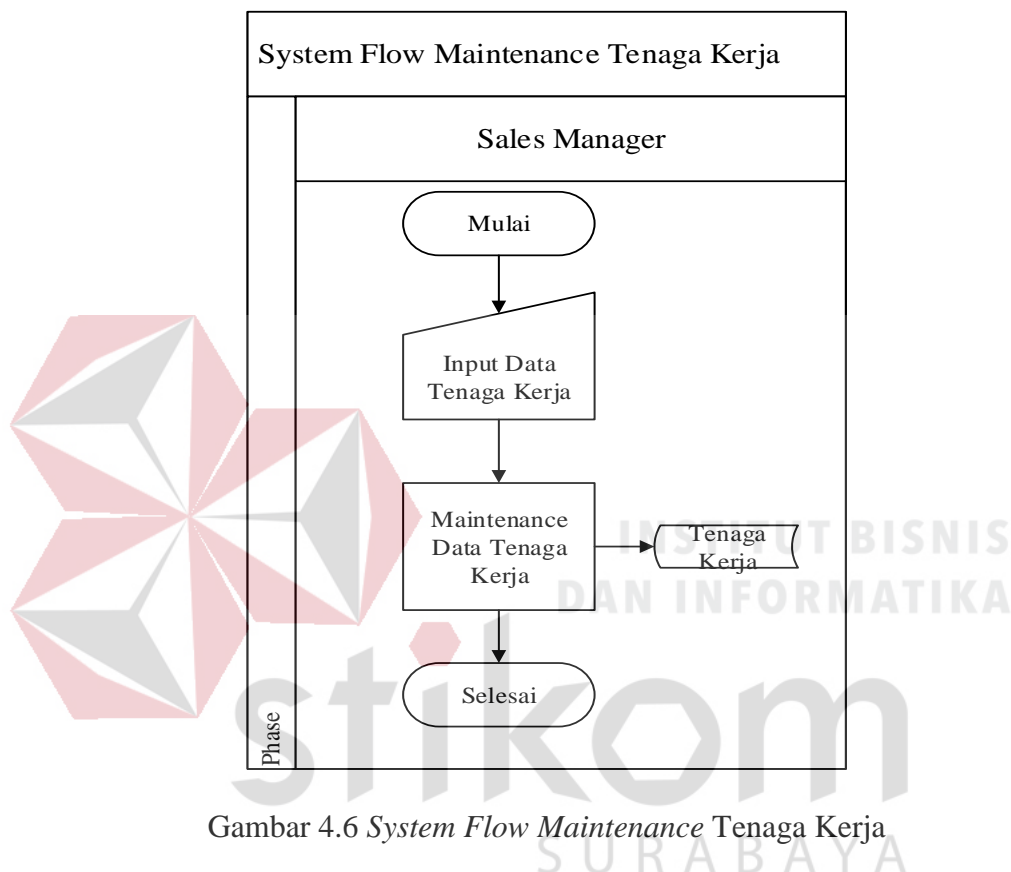 System Flow Maintenance Tenaga Kerja
Sales Manager
Mulai
Input Data
Tenaga Kerja
Maintenance
Data Tenaga
Kerja
Tenaga
Kerja
Selesai
Phase
INSTITUT BISNIS
DAN INFORMATIKA
stikom
SURABAYA
Gambar 4.6 System Flow Maintenance Tenaga Kerja